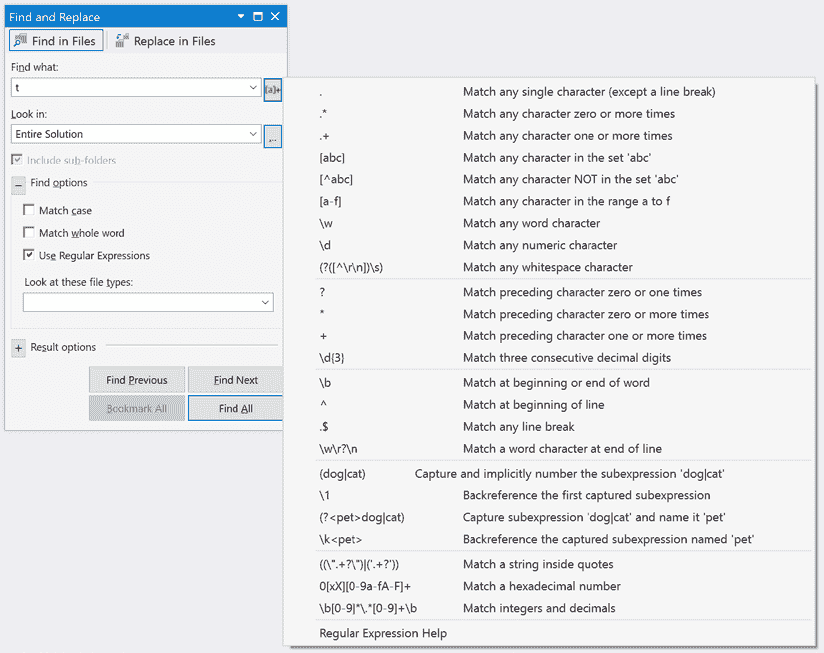 Find and Replace
Find in Files
Replace in Files
Find what:
t
(a)+
Look in:
Entire Solution
...
Include sub-folders
Find options
Match case
Match whole word
Use Regular Expressions
Look at these file types:
Result options
Find Previous
Find Next
Bookmark All
Find All
. Match any single character (except a line break)
.* Match any character zero or more times
.+ Match any character one or more times
[abc] Match any character in the set 'abc'
[^abc] Match any character NOT in the set 'abc'
[a-f] Match any character in the range a to f
\w Match any word character
\d Match any numeric character
(?([^\r\n])\s) Match any whitespace character
? Match preceding character zero or one times
* Match preceding character zero or more times
+ Match preceding character one or more times
\d{3} Match three consecutive decimal digits
\b Match at beginning or end of word
^ Match at beginning of line
.$ Match any line break
\w\r?\n Match a word character at end of line
(dog|cat) Capture and implicitly number the subexpression 'dog|cat'
\1 Backreference the first captured subexpression
(?<pet>dog|cat) Capture subexpression 'dog|cat' and name it 'pet'
\k<pet> Backreference the captured subexpression named 'pet'
((\".+?\")|('.+?')) Match a string inside quotes
0[xX][0-9a-fA-F]+ Match a hexadecimal number
\b[0-9]*\.*[0-9]+\b Match integers and decimals
Regular Expression Help